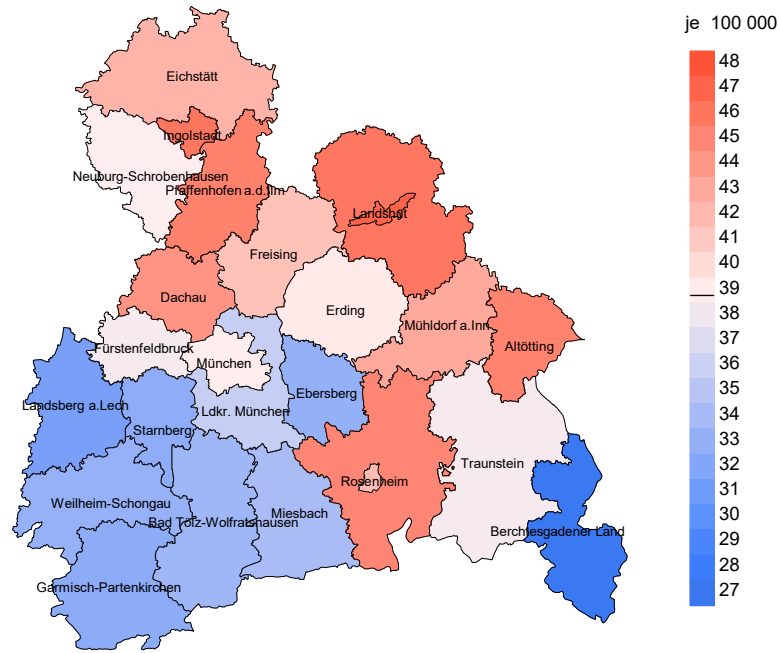 je 100 000
48
47
46
45
44
43
42
41
40
39
38
37
36
35
34
33
32
31
30
29
28
27
Eichstätt
Ingolstadt
Neuburg-Schrobenhausen
Pfaffenhofen a.d.Ilm
Landshut
Freising
Dachau
Erding
Mühldorf a.Inn
Altötting
Fürstenfeldbruck
München
Ebersberg
Landsberg a.Lech
Ldkr. München
Starnberg
Traunstein
Rosenheim
Weilheim-Schongau
Miesbach
Bad Tölz-Wolfratshausen
Berchtesgadener Land
Garmisch-Partenkirchen